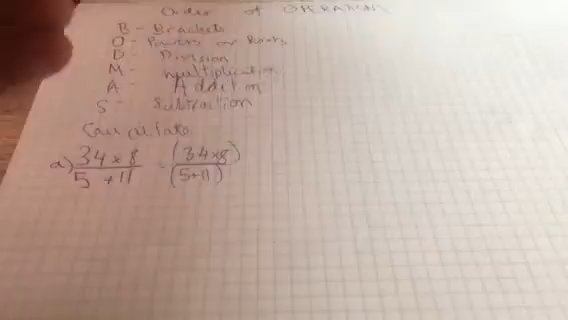 Order of OPERATIONS
B - Brackets
O - Powers or Roots
D - Division
M - multiplication
A - Addition
S - Subtraction
Calculate
a) 34 x 8 / 5 + 11 = (34 x 8) / (5+11)